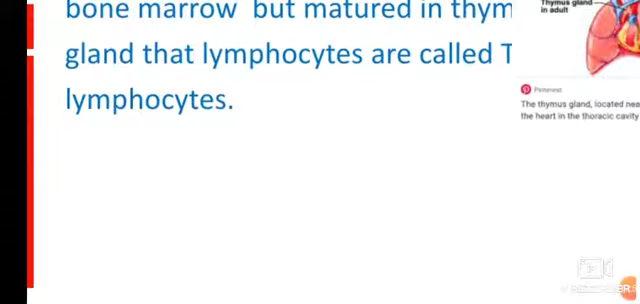 bone marrow but matured in thym
gland that lymphocytes are called T
lymphocytes.
Thymus gland
in adult
Pinterest
The thymus gland, located nea
the heart in the thoracic cavity